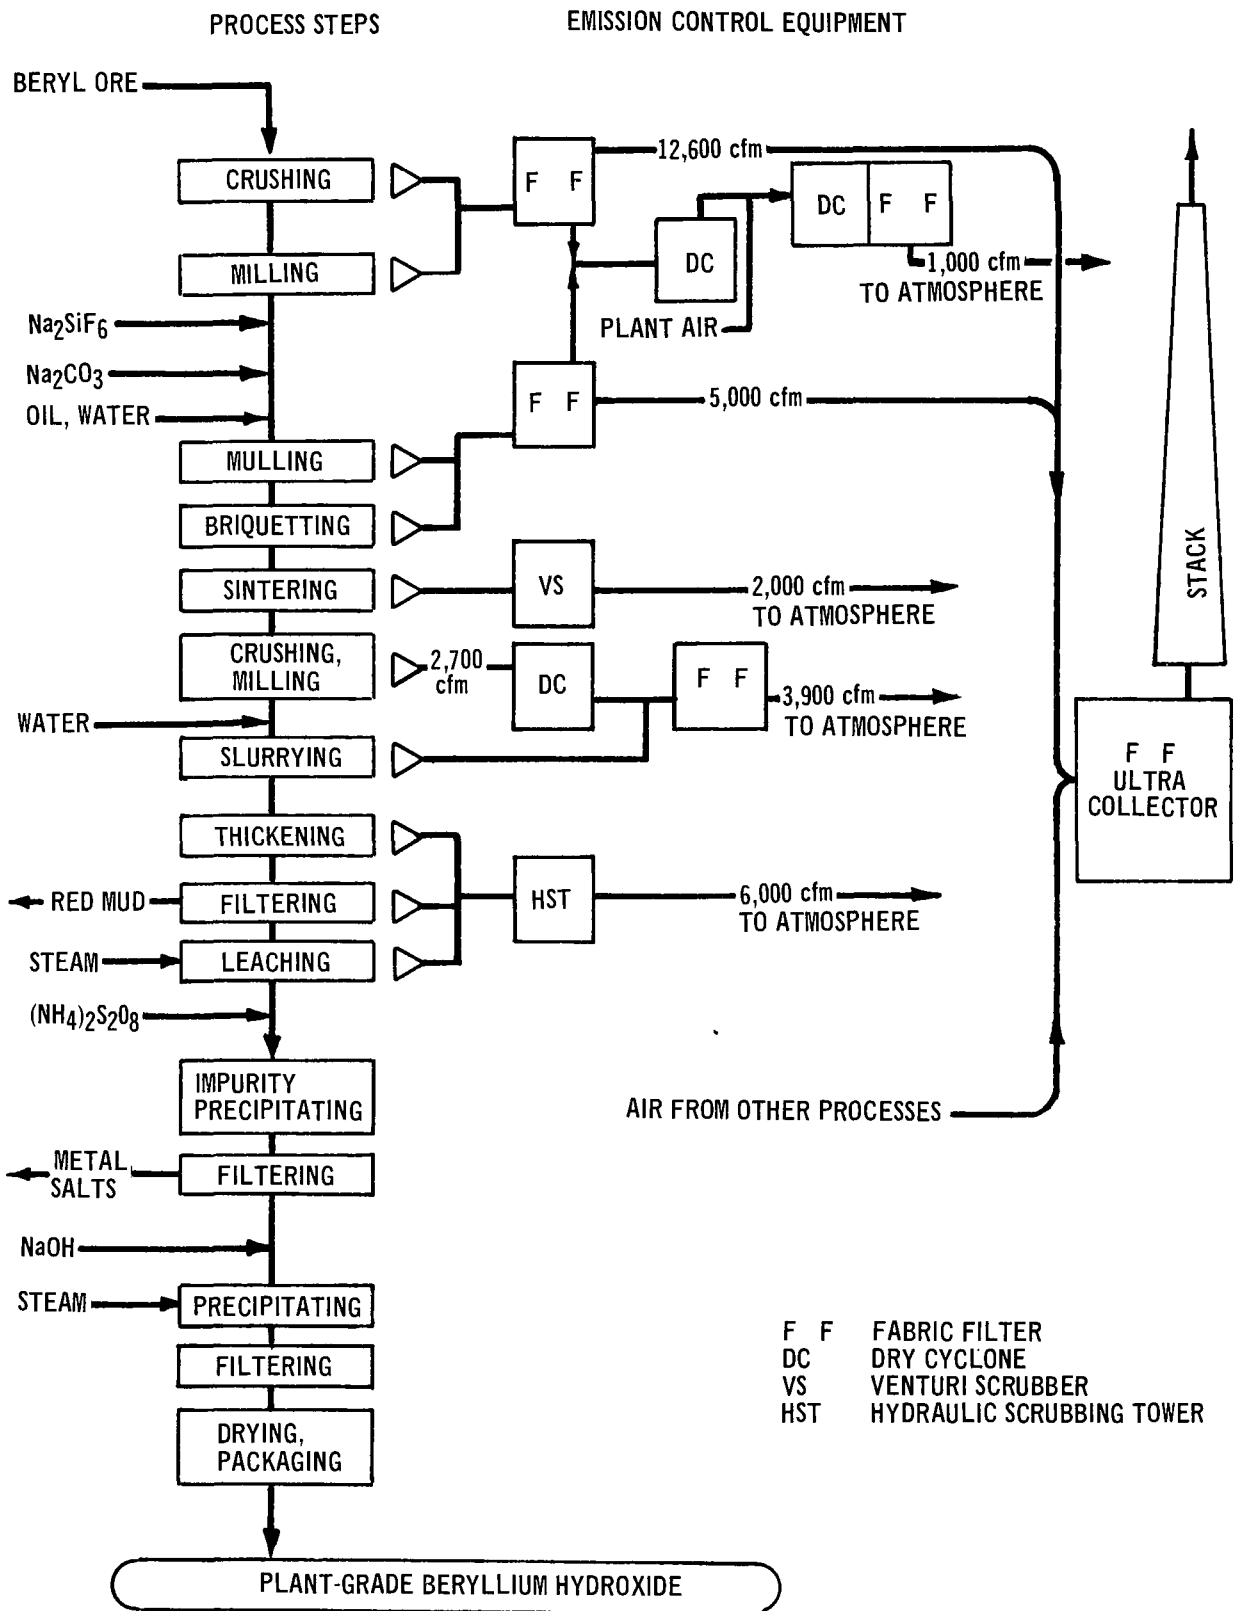 PROCESS STEPS
EMISSION CONTROL EQUIPMENT
BERYL ORE
CRUSHING
F F
12,600 cfm
DC
F F
MILLING
DC
1,000 cfm
TO ATMOSPHERE
Na2SiF6
PLANT AIR
Na2CO3
F F
5,000 cfm
OIL, WATER
MULLING
BRIQUETTING
SINTERING
VS
2,000 cfm
TO ATMOSPHERE
STACK
CRUSHING,
MILLING
2,700
cfm
DC
F F
3,900 cfm
TO ATMOSPHERE
WATER
SLURRYING
F F
ULTRA
COLLECTOR
THICKENING
RED MUD
FILTERING
HST
6,000 cfm
TO ATMOSPHERE
STEAM
LEACHING
(NH4)2S2O8
IMPURITY
PRECIPITATING
AIR FROM OTHER PROCESSES
METAL
SALTS
FILTERING
NaOH
STEAM
PRECIPITATING
FILTERING
DRYING,
PACKAGING
F F FABRIC FILTER
DC DRY CYCLONE
VS VENTURI SCRUBBER
HST HYDRAULIC SCRUBBING TOWER
PLANT-GRADE BERYLLIUM HYDROXIDE